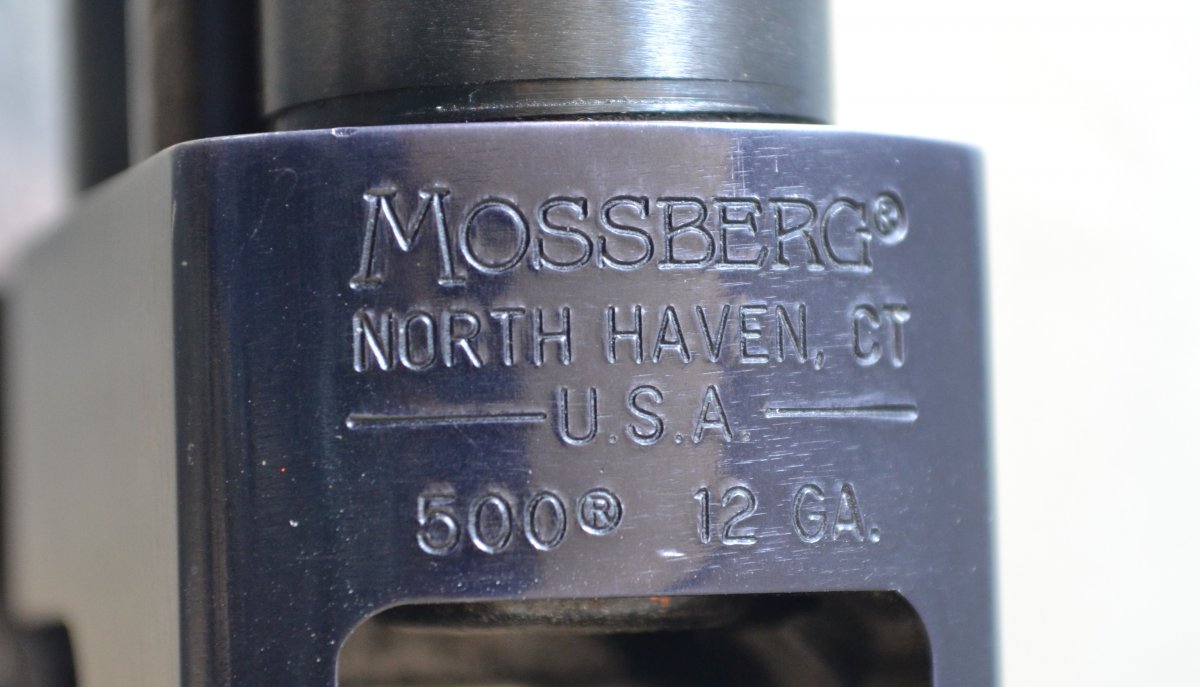 MOSSBERG®
NORTH HAVEN, CT
U.S.A
500® 12 GA.